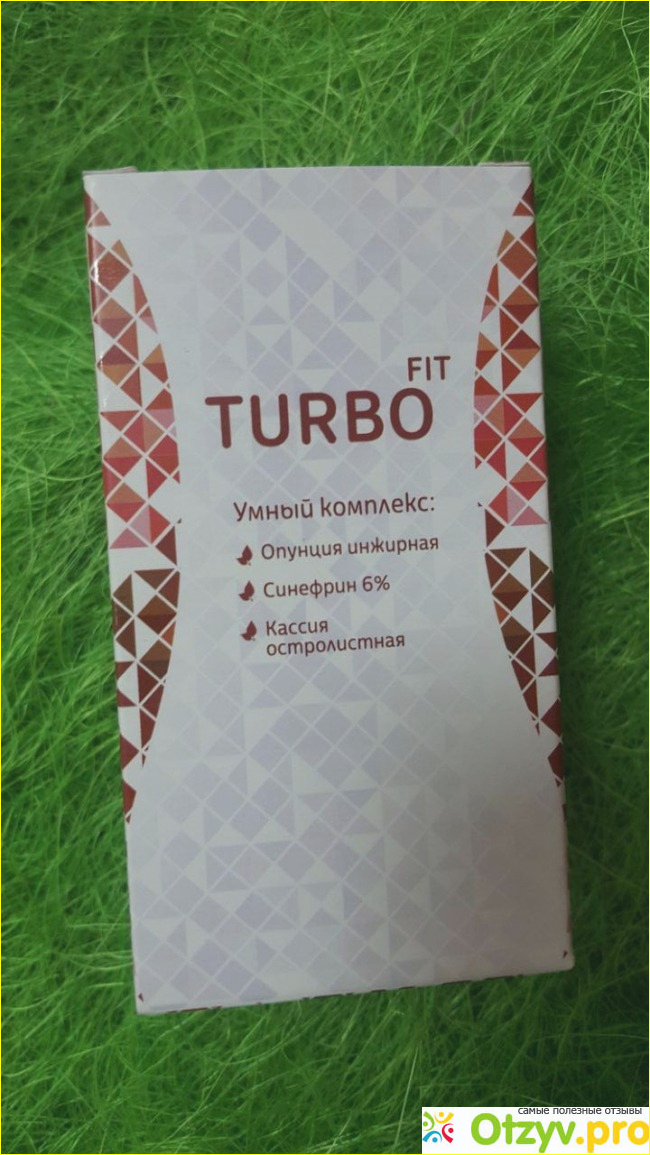 FIT
TURBO
Умный комплекс:
Опунция инжирная
Синефрин 6%
Кассия
остролистная
самые полезные отзывы
Otzyv.pro